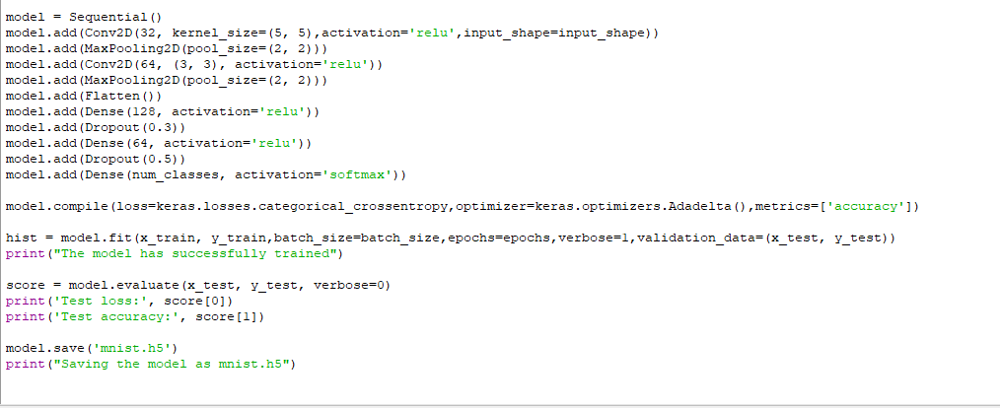 model = Sequential()
model.add(Conv2D(32, kernel_size=(5, 5),activation='relu',input_shape=input_shape))
model.add(MaxPooling2D(pool_size=(2, 2)))
model.add(Conv2D(64, (3, 3), activation='relu'))
model.add(MaxPooling2D(pool_size=(2, 2)))
model.add(Flatten())
model.add(Dense(128, activation='relu'))
model.add(Dropout(0.3))
model.add(Dense(64, activation='relu'))
model.add(Dropout(0.5))
model.add(Dense(num_classes, activation='softmax'))
model.compile(loss=keras.losses.categorical_crossentropy,optimizer=keras.optimizers.Adadelta(),metrics=['accuracy'])
hist = model.fit(x_train, y_train,batch_size=batch_size,epochs=epochs,verbose=1,validation_data=(x_test, y_test))
print("The model has successfully trained")
score = model.evaluate(x_test, y_test, verbose=0)
print('Test loss:', score[0])
print('Test accuracy:', score[1])
model.save('mnist.h5')
print("Saving the model as mnist.h5")